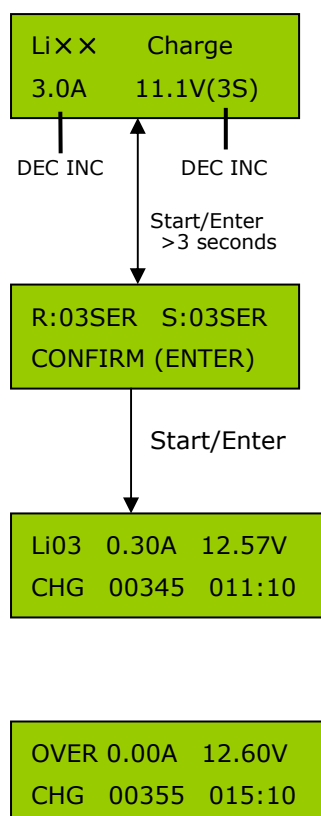 Li×× Charge
3.0A 11.1V(3S)
DEC INC DEC INC
Start/Enter
>3 seconds
R:03SER S:03SER
CONFIRM (ENTER)
Start/Enter
Li03 0.30A 12.57V
CHG 00345 011:10
OVER 0.00A 12.60V
CHG 00355 015:10